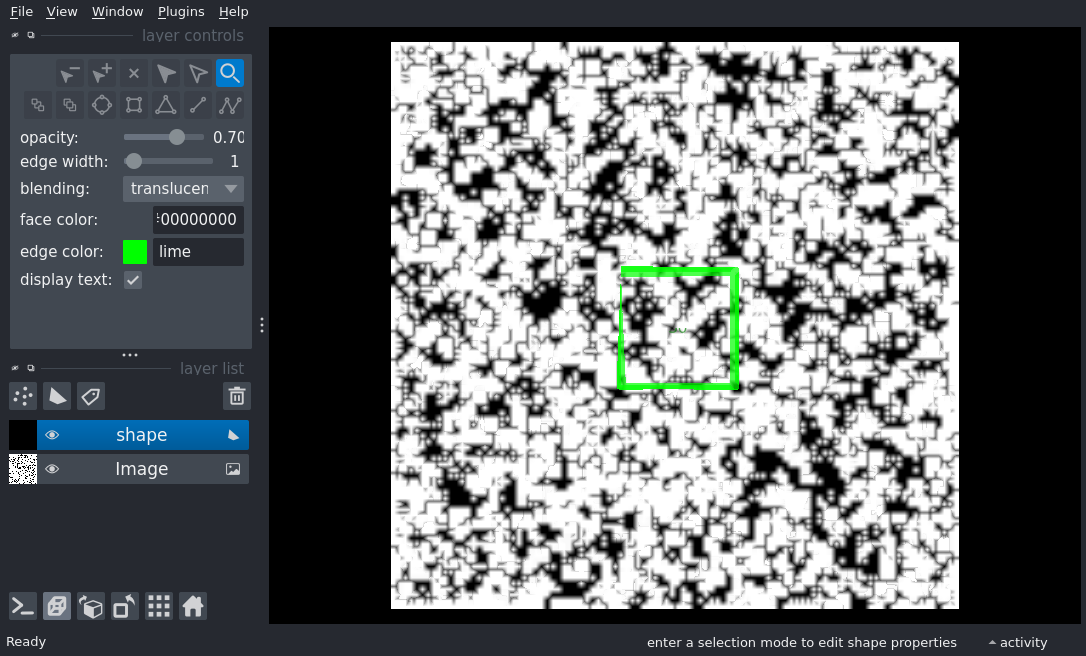 File View Window Plugins Help
layer controls
opacity: 0.70
edge width: 1
blending: translucen
face color: 00000000
edge color: lime
display text:
layer list
shape
Image
Ready enter a selection mode to edit shape properties activity